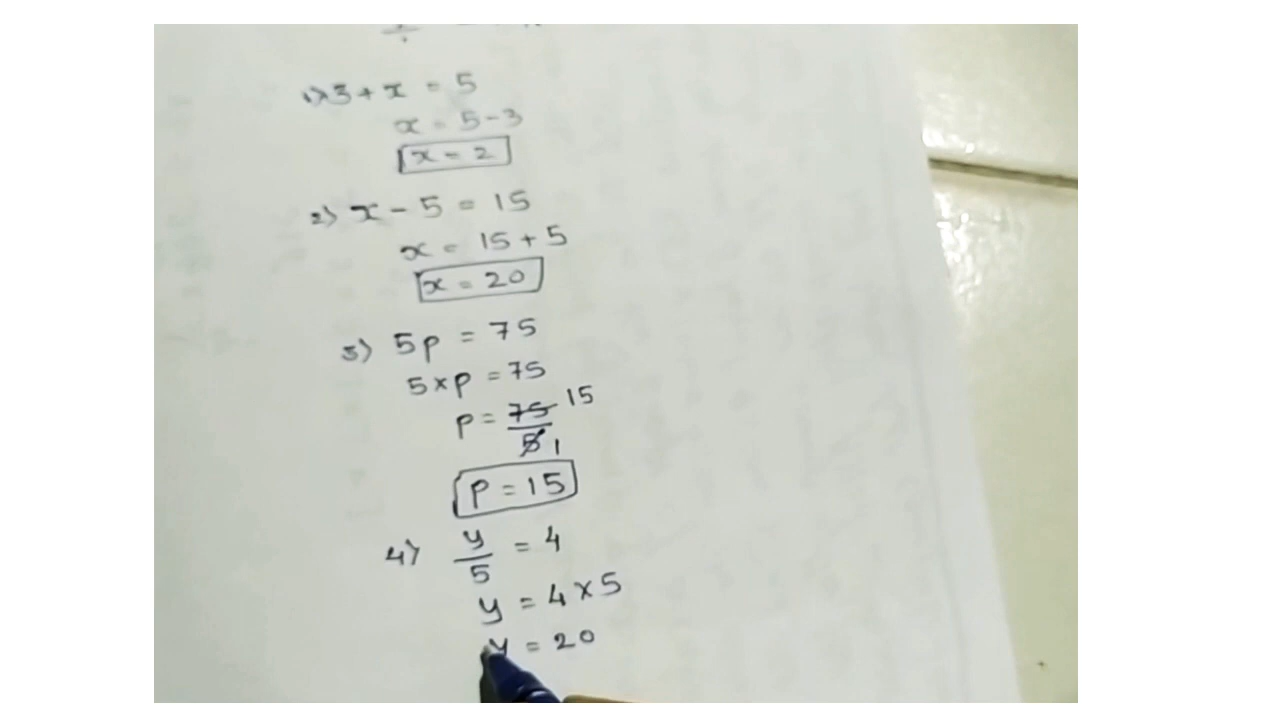 1) 3 + x = 5
x = 5 - 3
x = 2
2) x - 5 = 15
x = 15 + 5
x = 20
3) 5p = 75
5 × p = 75
p = 75/5 15 1
p = 15
4) y/5 = 4
y = 4 × 5
y = 20